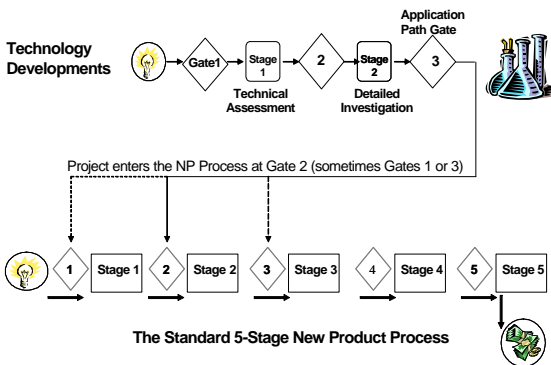 Technology
Developments
Gate1
Stage
1
Technical
Assessment
2
Stage
2
Detailed
Investigation
Application
Path Gate
3
Project enters the NP Process at Gate 2 (sometimes Gates 1 or 3)
1
Stage 1
2
Stage 2
3
Stage 3
4
Stage 4
5
Stage 5
The Standard 5-Stage New Product Process